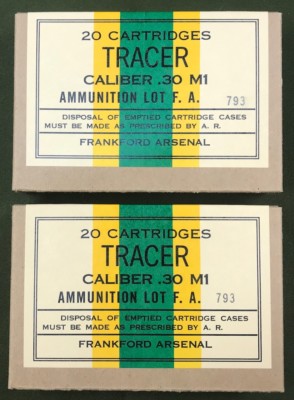 20 CARTRIDGES
TRACER
CALIBER .30 M1
AMMUNITION LOT F. A. 793
DISPOSAL OF EMPTIED CARTRIDGE CASES
MUST BE MADE AS PRESCRIBED BY A. R.
FRANKFORD ARSENAL
20 CARTRIDGES
TRACER
CALIBER .30 M1
AMMUNITION LOT F. A. 793
DISPOSAL OF EMPTIED CARTRIDGE CASES
MUST BE MADE AS PRESCRIBED BY A. R.
FRANKFORD ARSENAL